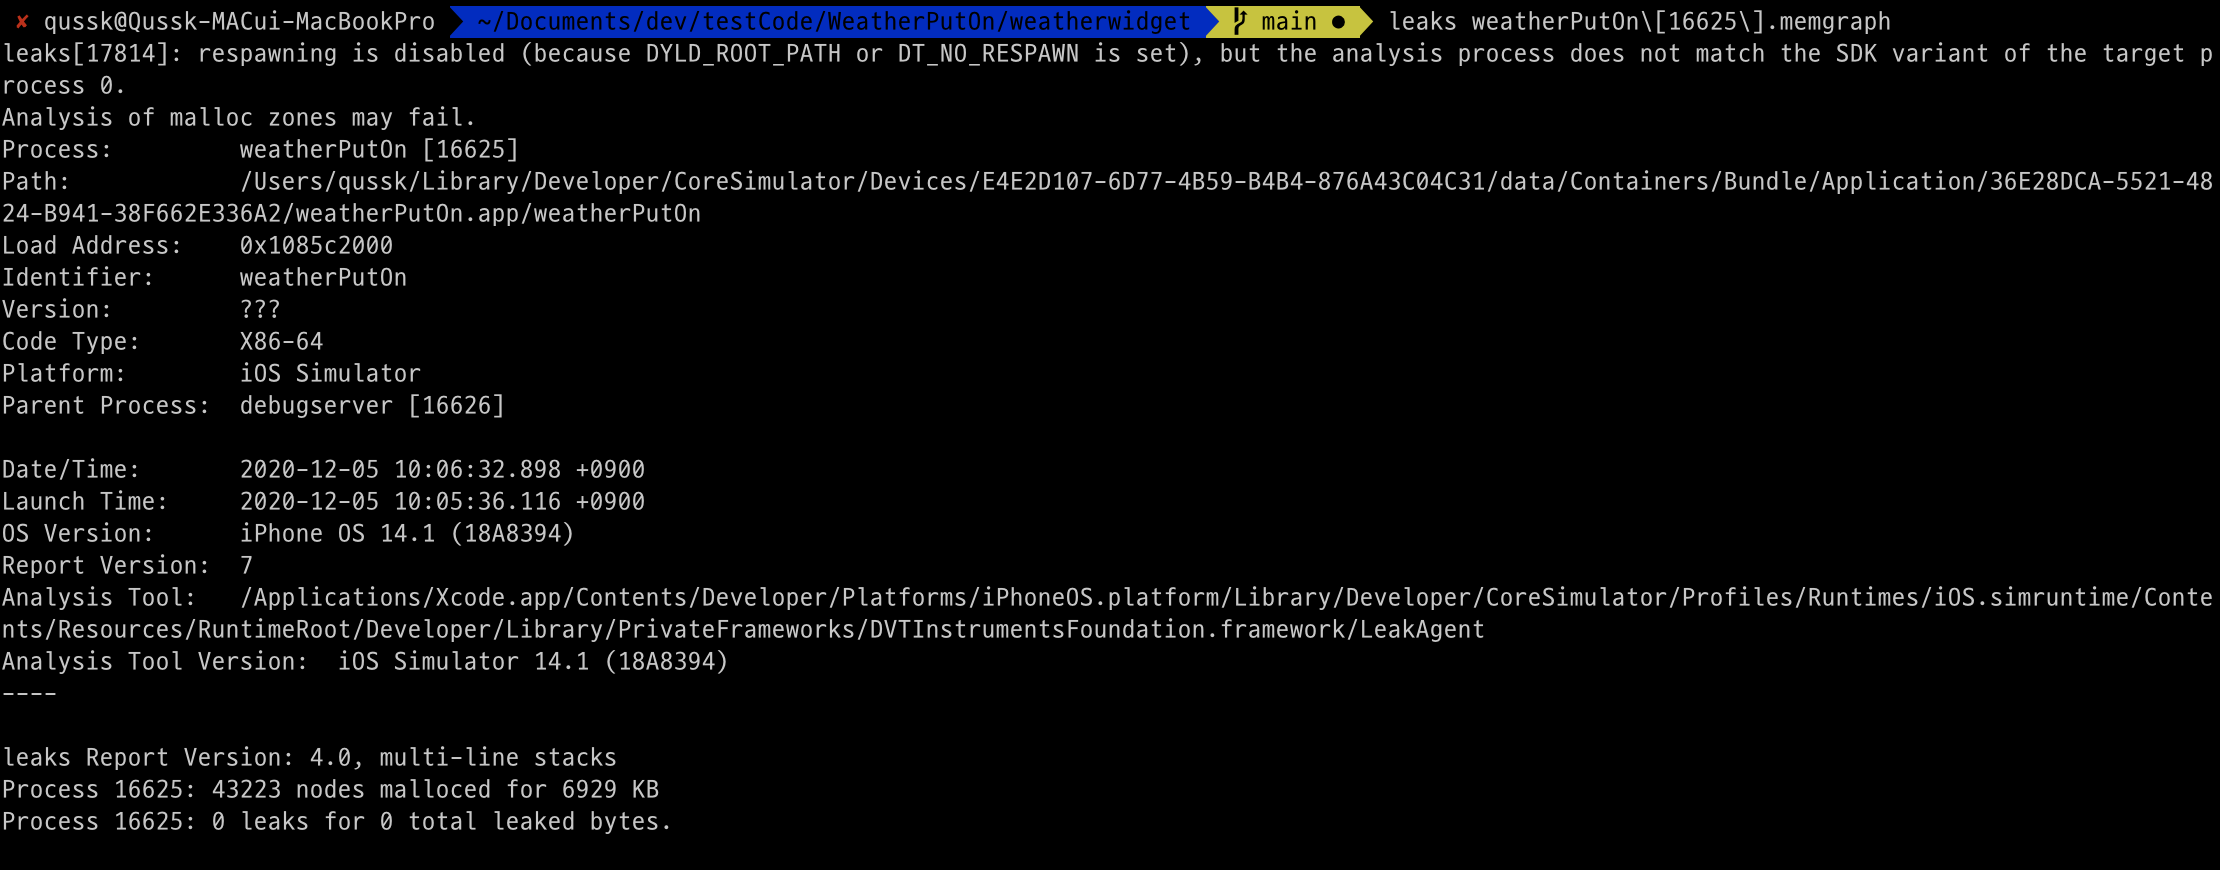 ✘ qussk@Qussk-MACui-MacBookPro ~/Documents/dev/testCode/WeatherPutOn/weatherwidget main ● leaks weatherPutOn\[16625\].memgraph
leaks[17814]: respawning is disabled (because DYLD_ROOT_PATH or DT_NO_RESPAWN is set), but the analysis process does not match the SDK variant of the target p
rocess 0.
Analysis of malloc zones may fail.
Process: weatherPutOn [16625]
Path: /Users/qussk/Library/Developer/CoreSimulator/Devices/E4E2D107-6D77-4B59-B4B4-876A43C04C31/data/Containers/Bundle/Application/36E28DCA-5521-48
24-B941-38F662E336A2/weatherPutOn.app/weatherPutOn
Load Address: 0x1085c2000
Identifier: weatherPutOn
Version: ???
Code Type: X86-64
Platform: iOS Simulator
Parent Process: debugserver [16626]
Date/Time: 2020-12-05 10:06:32.898 +0900
Launch Time: 2020-12-05 10:05:36.116 +0900
OS Version: iPhone OS 14.1 (18A8394)
Report Version: 7
Analysis Tool: /Applications/Xcode.app/Contents/Developer/Platforms/iPhoneOS.platform/Library/Developer/CoreSimulator/Profiles/Runtimes/iOS.simruntime/Conte
nts/Resources/RuntimeRoot/Developer/Library/PrivateFrameworks/DVTInstrumentsFoundation.framework/LeakAgent
Analysis Tool Version: iOS Simulator 14.1 (18A8394)
----
leaks Report Version: 4.0, multi-line stacks
Process 16625: 43223 nodes malloced for 6929 KB
Process 16625: 0 leaks for 0 total leaked bytes.